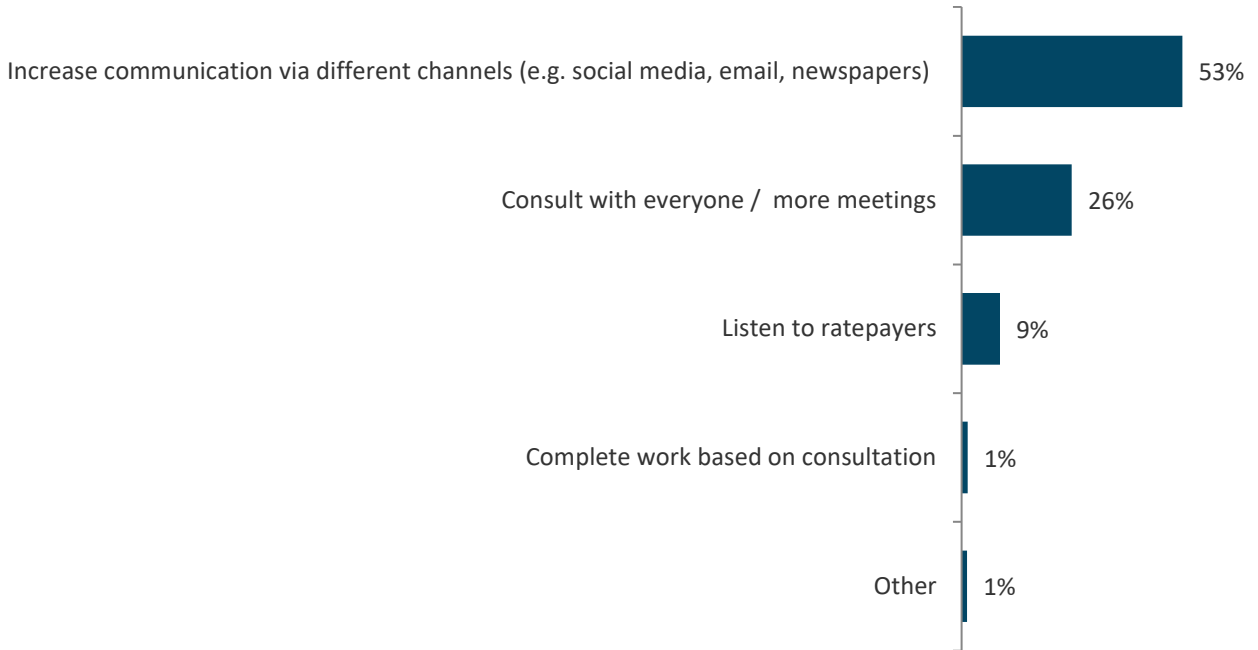 Increase communication via different channels (e.g. social media, email, newspapers) 53%
Consult with everyone /  more meetings 26%
Listen to ratepayers 9%
Complete work based on consultation 1%
Other 1%